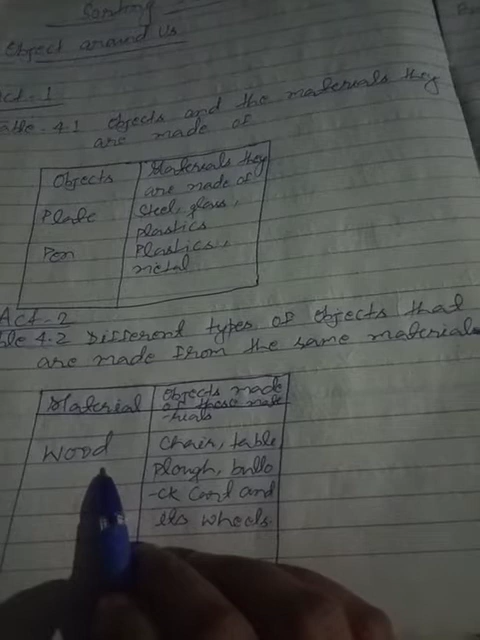 Sorting
Object around us
Act-1
Table-4.1 Objects and the materials they
are made of
Objects
Materials they
are made of
Plate
Steel, glass,
plastics
Pen
Plastics,
metal
Act-2
ble 4.2 Different types of objects that
are made from the same material
Material
Objects made
of these mate
-rials
Wood
Chair, table
Plough, bullo
-ck cart and
its wheels.